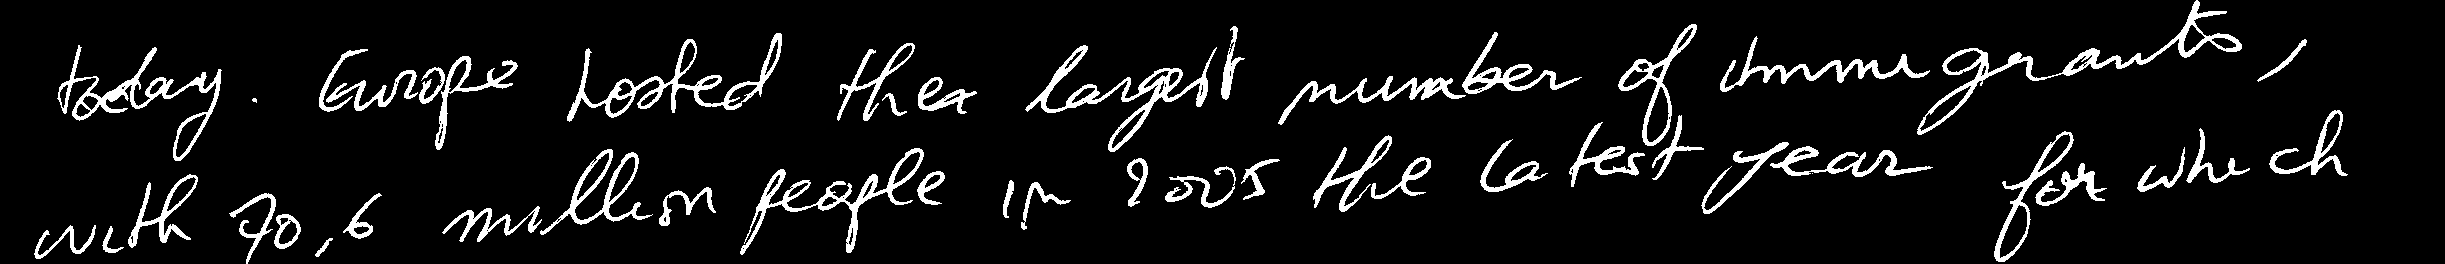 today. Europe hosted then largest number of immigrants,
with 70,6 million people in 2005 the latest year for which